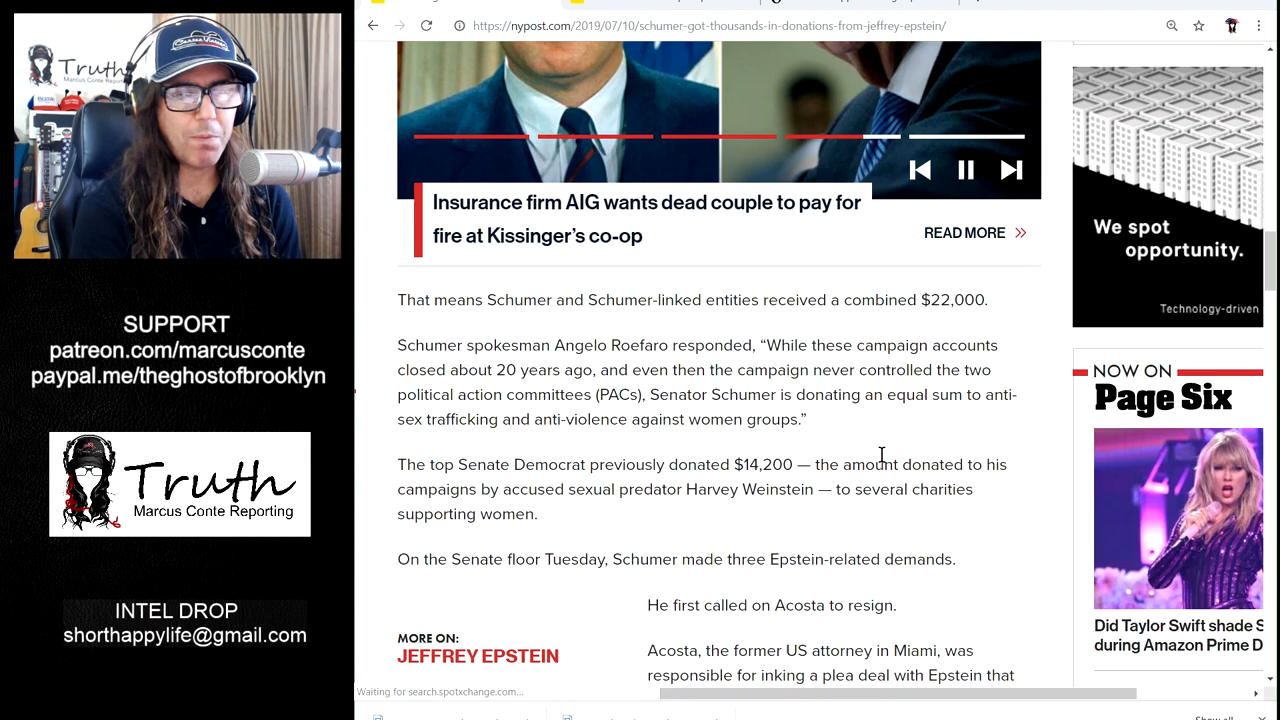 https://nypost.com/2019/07/10/schumer-got-thousands-in-donations-from-jeffrey-epstein/
Truth
Marcus Conte Reporting
SUPPORT
patreon.com/marcusconte
paypal.me/theghostofbrooklyn
Truth
Marcus Conte Reporting
INTEL DROP
shorthappylife@gmail.com
Insurance firm AIG wants dead couple to pay for
fire at Kissinger’s co-op
READ MORE
That means Schumer and Schumer-linked entities received a combined $22,000.
Schumer spokesman Angelo Roefaro responded, “While these campaign accounts
closed about 20 years ago, and even then the campaign never controlled the two
political action committees (PACs), Senator Schumer is donating an equal sum to anti-
sex trafficking and anti-violence against women groups.”
The top Senate Democrat previously donated $14,200 — the amount donated to his
campaigns by accused sexual predator Harvey Weinstein — to several charities
supporting women.
On the Senate floor Tuesday, Schumer made three Epstein-related demands.
He first called on Acosta to resign.
MORE ON:
JEFFREY EPSTEIN
Acosta, the former US attorney in Miami, was
responsible for inking a plea deal with Epstein that
Waiting for search.spotxchange.com...
We spot
opportunity.
Technology-driven
NOW ON
Page Six
Did Taylor Swift shade S
during Amazon Prime D
Show all